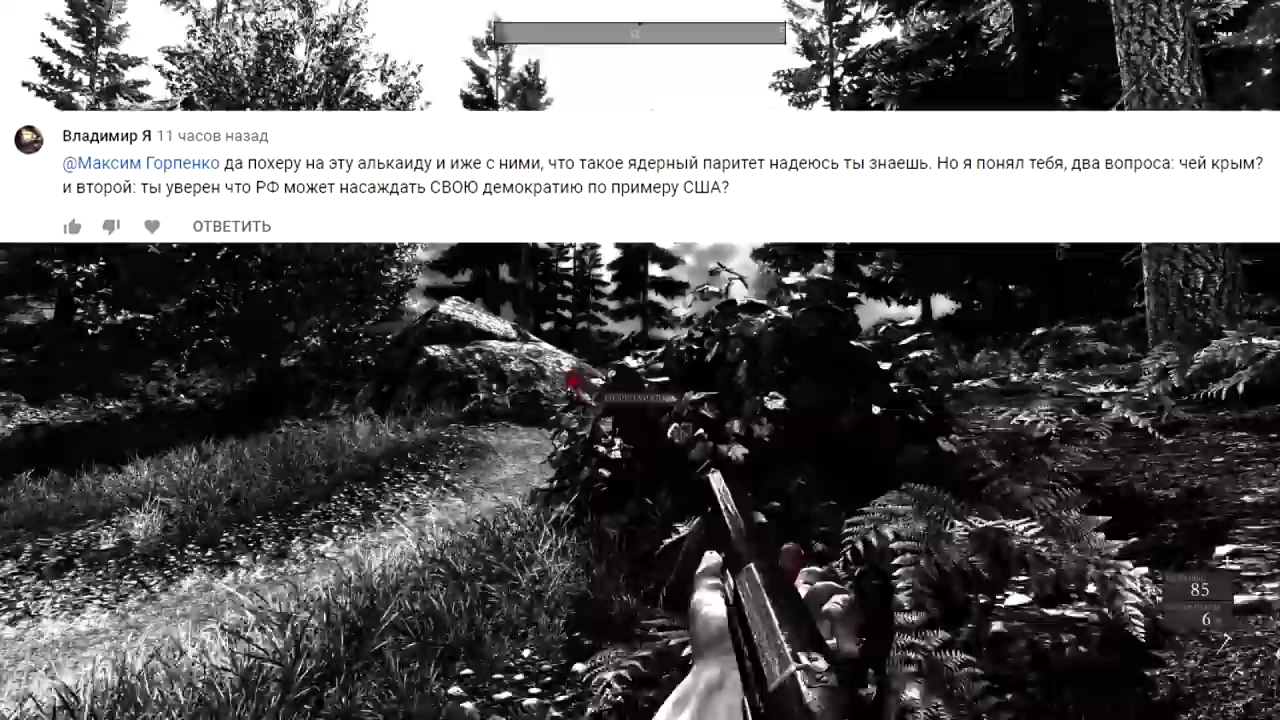 Владимир Я 11 часов назад
@Максим Горпенко да похеру на эту алькаиду и иже с ними, что такое ядерный паритет надеюсь ты знаешь. Но я понял тебя, два вопроса: чей крым?
и второй: ты уверен что РФ может насаждать СВОЮ демократию по примеру США?
ОТВЕТИТЬ
85
6